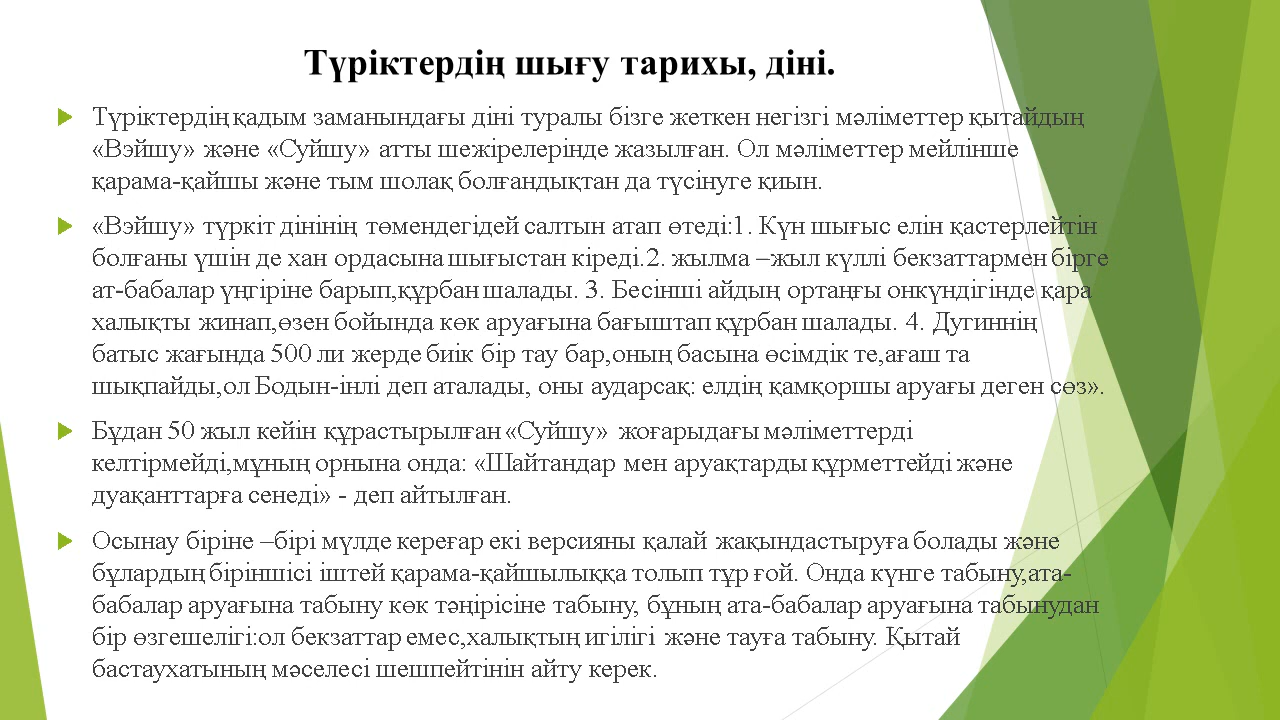 Түріктердің шығу тарихы, діні.
Түріктердің қадым заманындағы діні туралы бізге жеткен негізгі мәліметтер қытайдың
«Вэйшу» және «Суйшу» атты шежірелерінде жазылған. Ол мәліметтер мейлінше
қарама-қайшы және тым шолақ болғандықтан да түсінуге қиын.
«Вэйшу» түркіт дінінің төмендегідей салтын атап өтеді:1. Күн шығыс елін қастерлейтін
болғаны үшін де хан ордасына шығыстан кіреді.2. жылма –жыл күллі бекзаттармен бірге
ат-бабалар үңгіріне барып,құрбан шалады. 3. Бесінші айдың ортаңғы онкүндігінде қара
халықты жинап,өзен бойында көк аруағына бағыштап құрбан шалады. 4. Дугиннің
батыс жағында 500 ли жерде биік бір тау бар,оның басына өсімдік те,ағаш та
шықпайды,ол Бодын-інлі деп аталады, оны аударсақ: елдің қамқоршы аруағы деген сөз».
Бұдан 50 жыл кейін құрастырылған «Суйшу» жоғарыдағы мәліметтерді
келтірмейді,мұның орнына онда: «Шайтандар мен аруақтарды құрметтейді және
дуақанттарға сенеді» - деп айтылған.
Осынау біріне –бірі мүлде кереғар екі версияны қалай жақындастыруға болады және
бұлардың біріншісі іштей қарама-қайшылыққа толып тұр ғой. Онда күнге табыну,ата-
бабалар аруағына табыну көк тәңірісіне табыну, бұның ата-бабалар аруағына табынудан
бір өзгешелігі:ол бекзаттар емес,халықтың игілігі және тауға табыну. Қытай
бастаухатының мәселесі шешпейтінін айту керек.